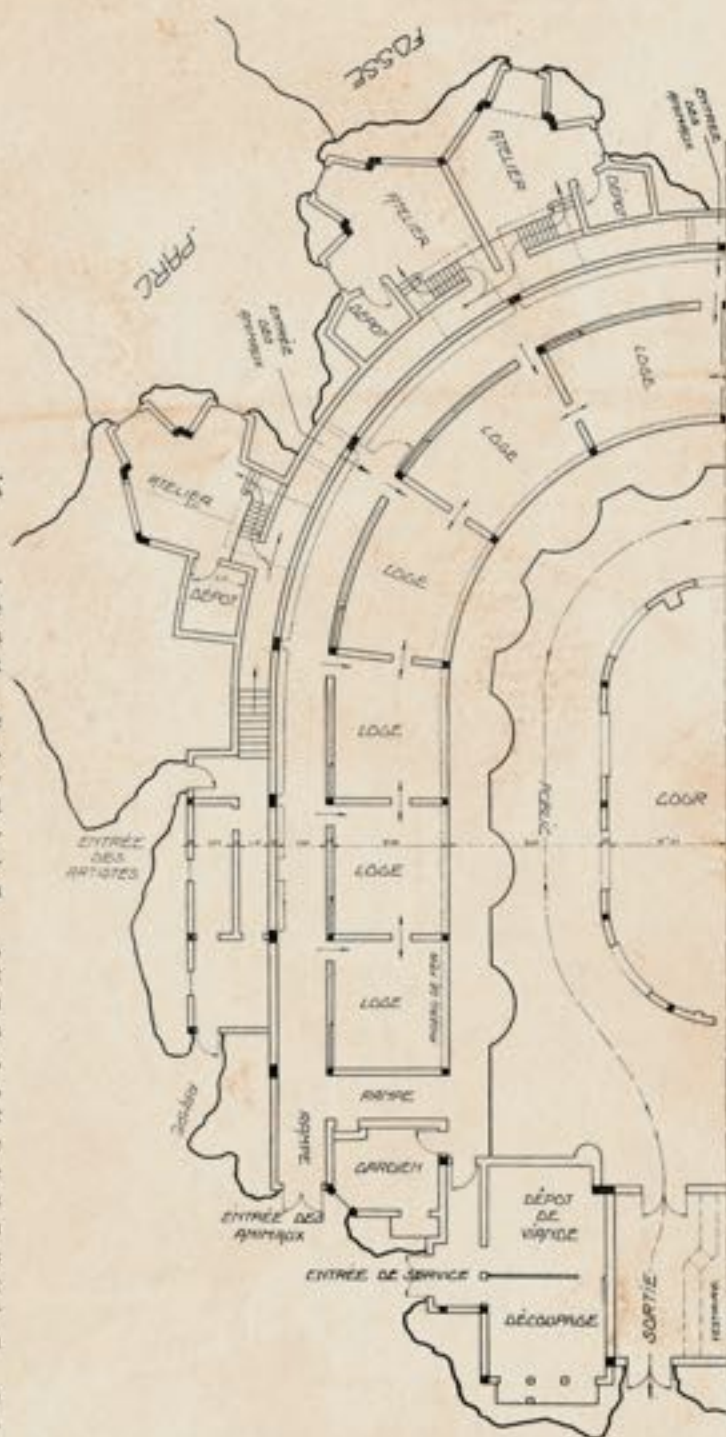 FOSSE
ENTRÉE
DES
ANIMAUX
ATELIER
DÉPOT
ATELIER
PARC
DÉPOT
ENTRÉE
DES
ANIMAUX
LOGE
LOGE
ATELIER
LOGE
DÉPOT
LOGE
PUBLIC
COUR
ENTRÉE
DES
ARTISTES
LOGE
LOGE
RAMPE
RAMPE
GARDIEN
ENTRÉE DES
ANIMAUX
DÉPÔT
DE
VIANDE
ENTRÉE DE SERVICE
DÉCOUPAGE
SORTIE
VESTIAIRE